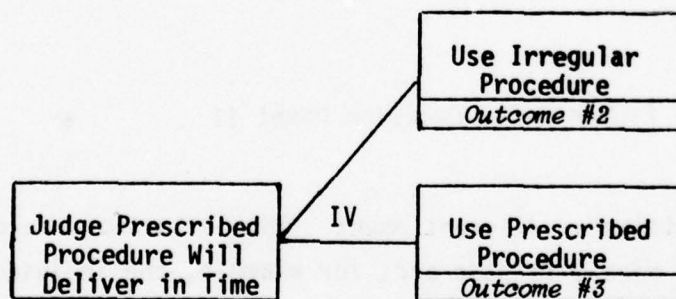 Use Irregular
Procedure
Outcome #2
IV
Judge Prescribed
Procedure Will
Deliver in Time
Use Prescribed
Procedure
Outcome #3